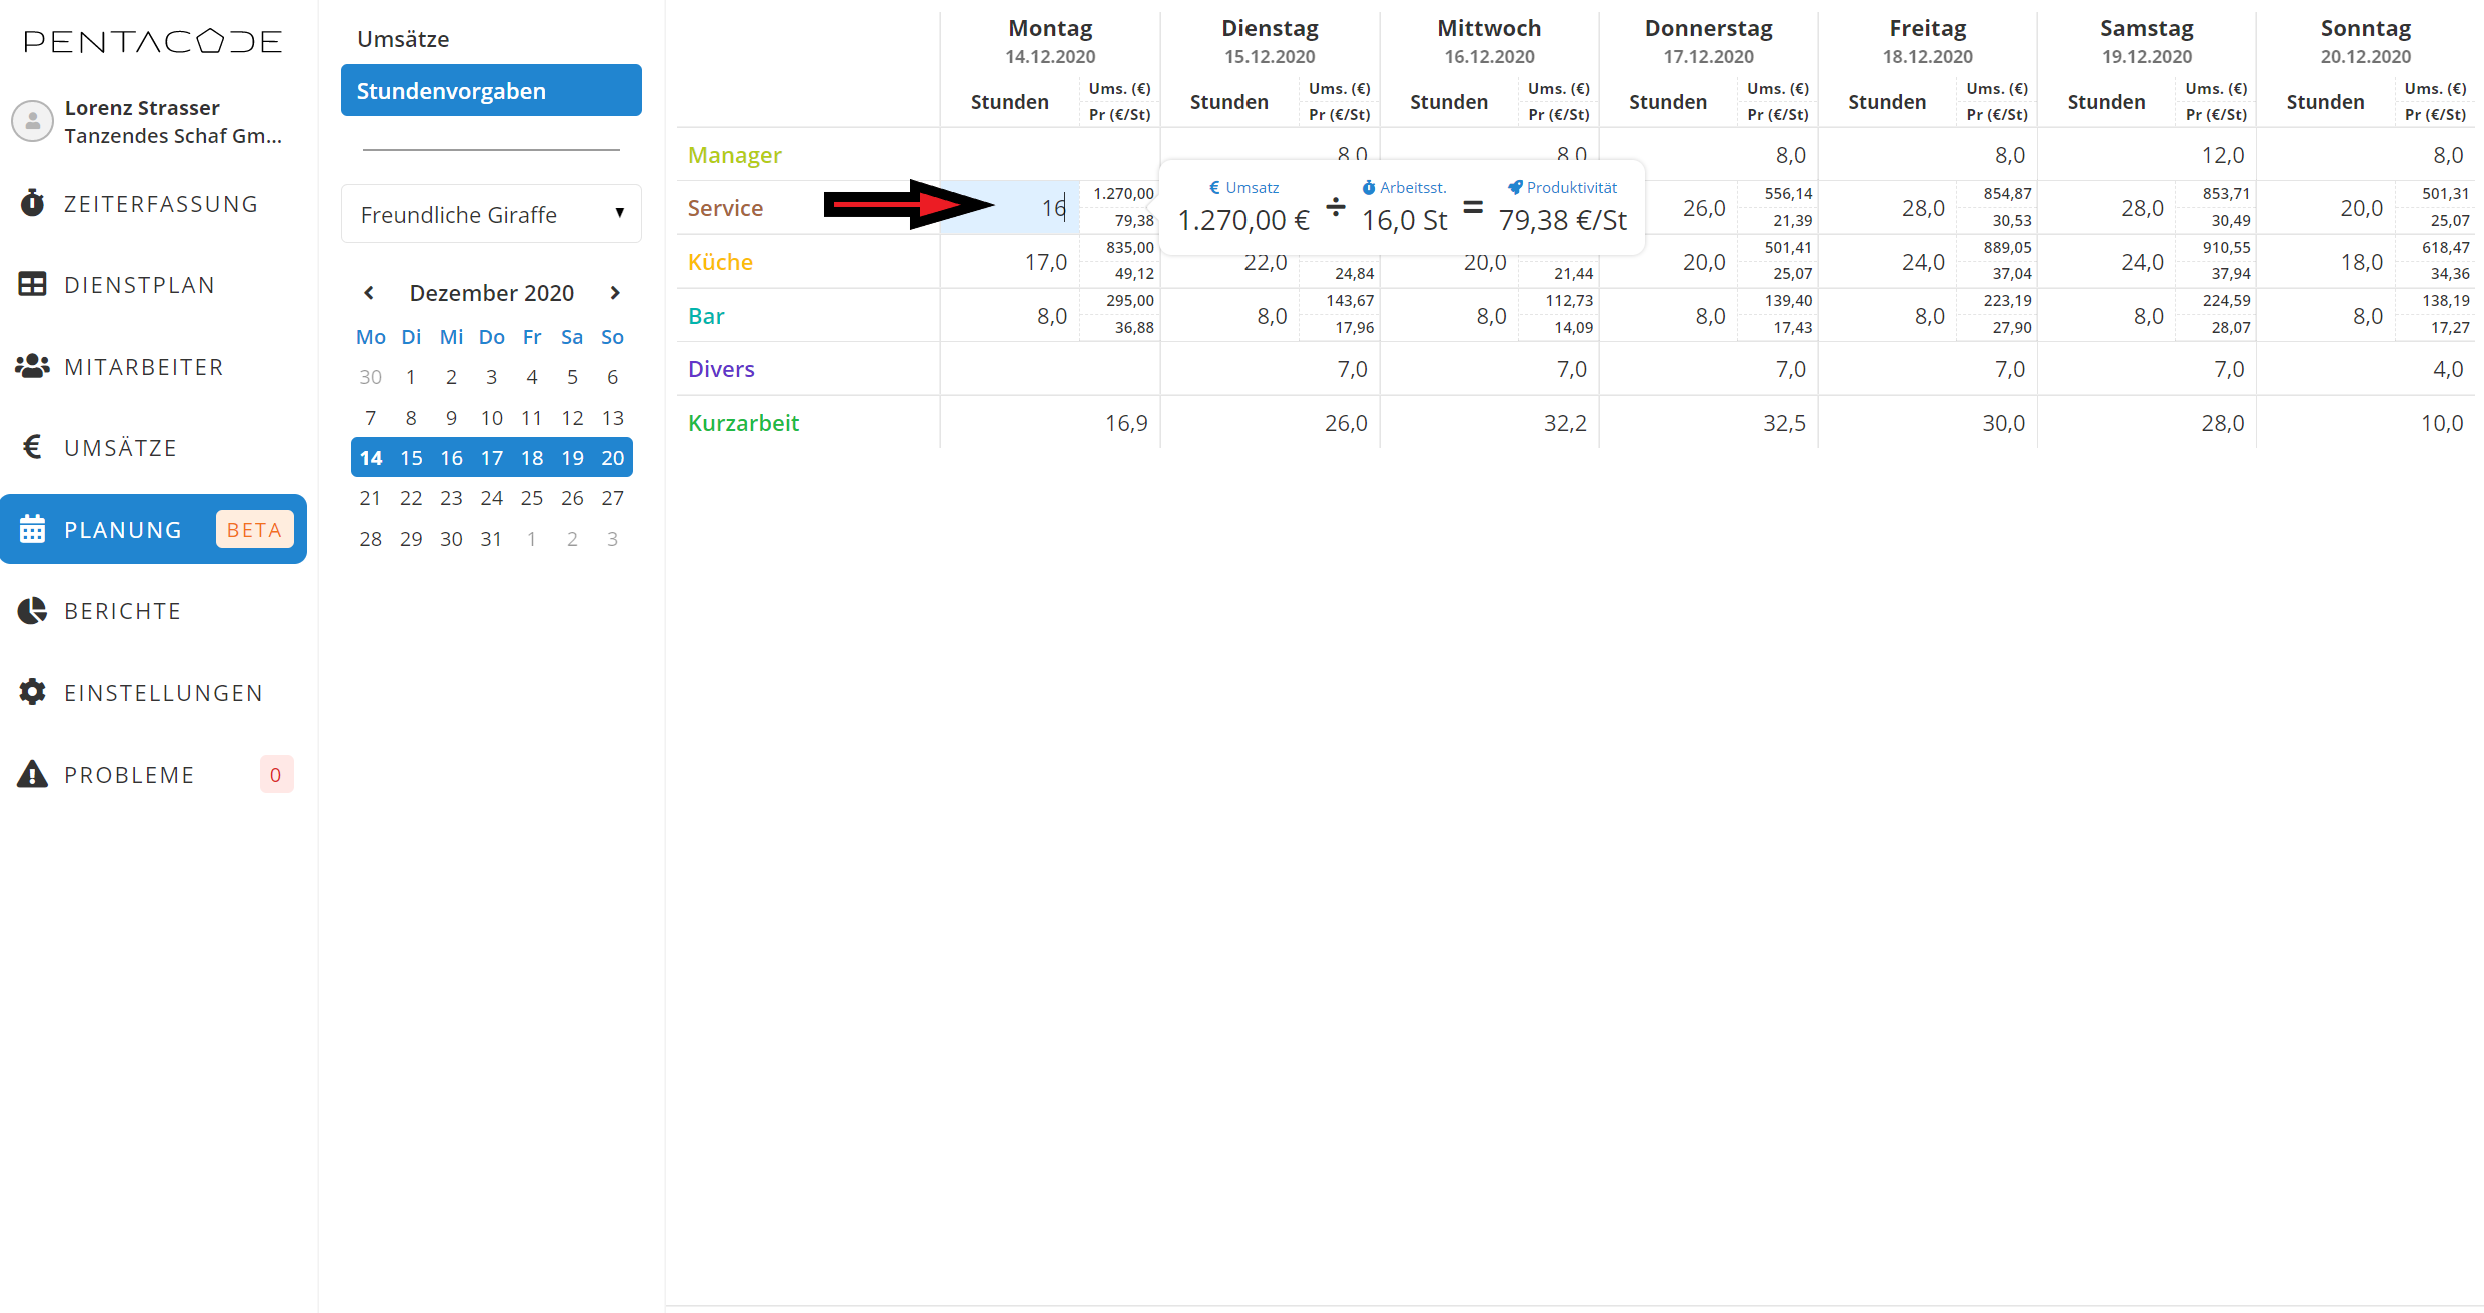 PENTACODE
Lorenz Strasser
Tanzendes Schaf Gm...
ZEITERFASSUNG
DIENSTPLAN
MITARBEITER
UMSÄTZE
PLANUNG BETA
BERICHTE
EINSTELLUNGEN
PROBLEME 0
Umsätze
Stundenvorgaben
Freundliche Giraffe
Dezember 2020
Mo Di Mi Do Fr Sa So
30 1 2 3 4 5 6
7 8 9 10 11 12 13
14 15 16 17 18 19 20
21 22 23 24 25 26 27
28 29 30 31 1 2 3
Montag Dienstag Mittwoch Donnerstag Freitag Samstag Sonntag
14.12.2020 15.12.2020 16.12.2020 17.12.2020 18.12.2020 19.12.2020 20.12.2020
Ums. (€) Ums. (€) Ums. (€) Ums. (€) Ums. (€) Ums. (€) Ums. (€)
Stunden Stunden Stunden Stunden Stunden Stunden Stunden
Pr (€/St) Pr (€/St) Pr (€/St) Pr (€/St) Pr (€/St) Pr (€/St) Pr (€/St)
Manager 8,0 8,0 8,0 8,0 12,0 8,0
€ Umsatz Arbeitsst. Produktivität
1.270,00 € ÷ 16,0 St = 79,38 €/St
1.270,00 556,14 854,87 853,71 501,31
Service 16 26,0 28,0 28,0 20,0
79,38 21,39 30,53 30,49 25,07
835,00 501,41 889,05 910,55 618,47
Küche 17,0 22,0 20,0 20,0 24,0 24,0 18,0
49,12 24,84 21,44 25,07 37,04 37,94 34,36
295,00 143,67 112,73 139,40 223,19 224,59 138,19
Bar 8,0 8,0 8,0 8,0 8,0 8,0 8,0
36,88 17,96 14,09 17,43 27,90 28,07 17,27
Divers 7,0 7,0 7,0 7,0 7,0 4,0
Kurzarbeit 16,9 26,0 32,2 32,5 30,0 28,0 10,0